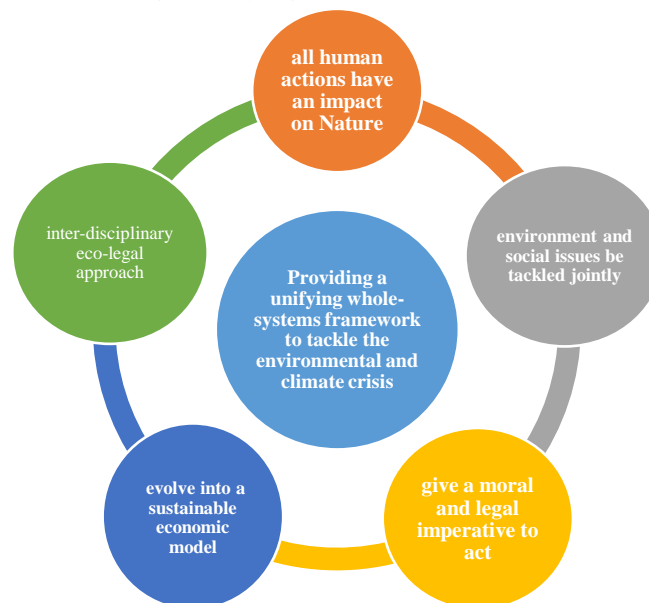 all human
actions have
an impact
on Nature
environment and
social issues be
tackled jointly
give a moral
and legal
imperative to
act
evolve into a
sustainable
economic
model
inter-disciplinary
eco-legal
approach
Providing a
unifying whole-
systems framework
to tackle the
environmental and
climate crisis